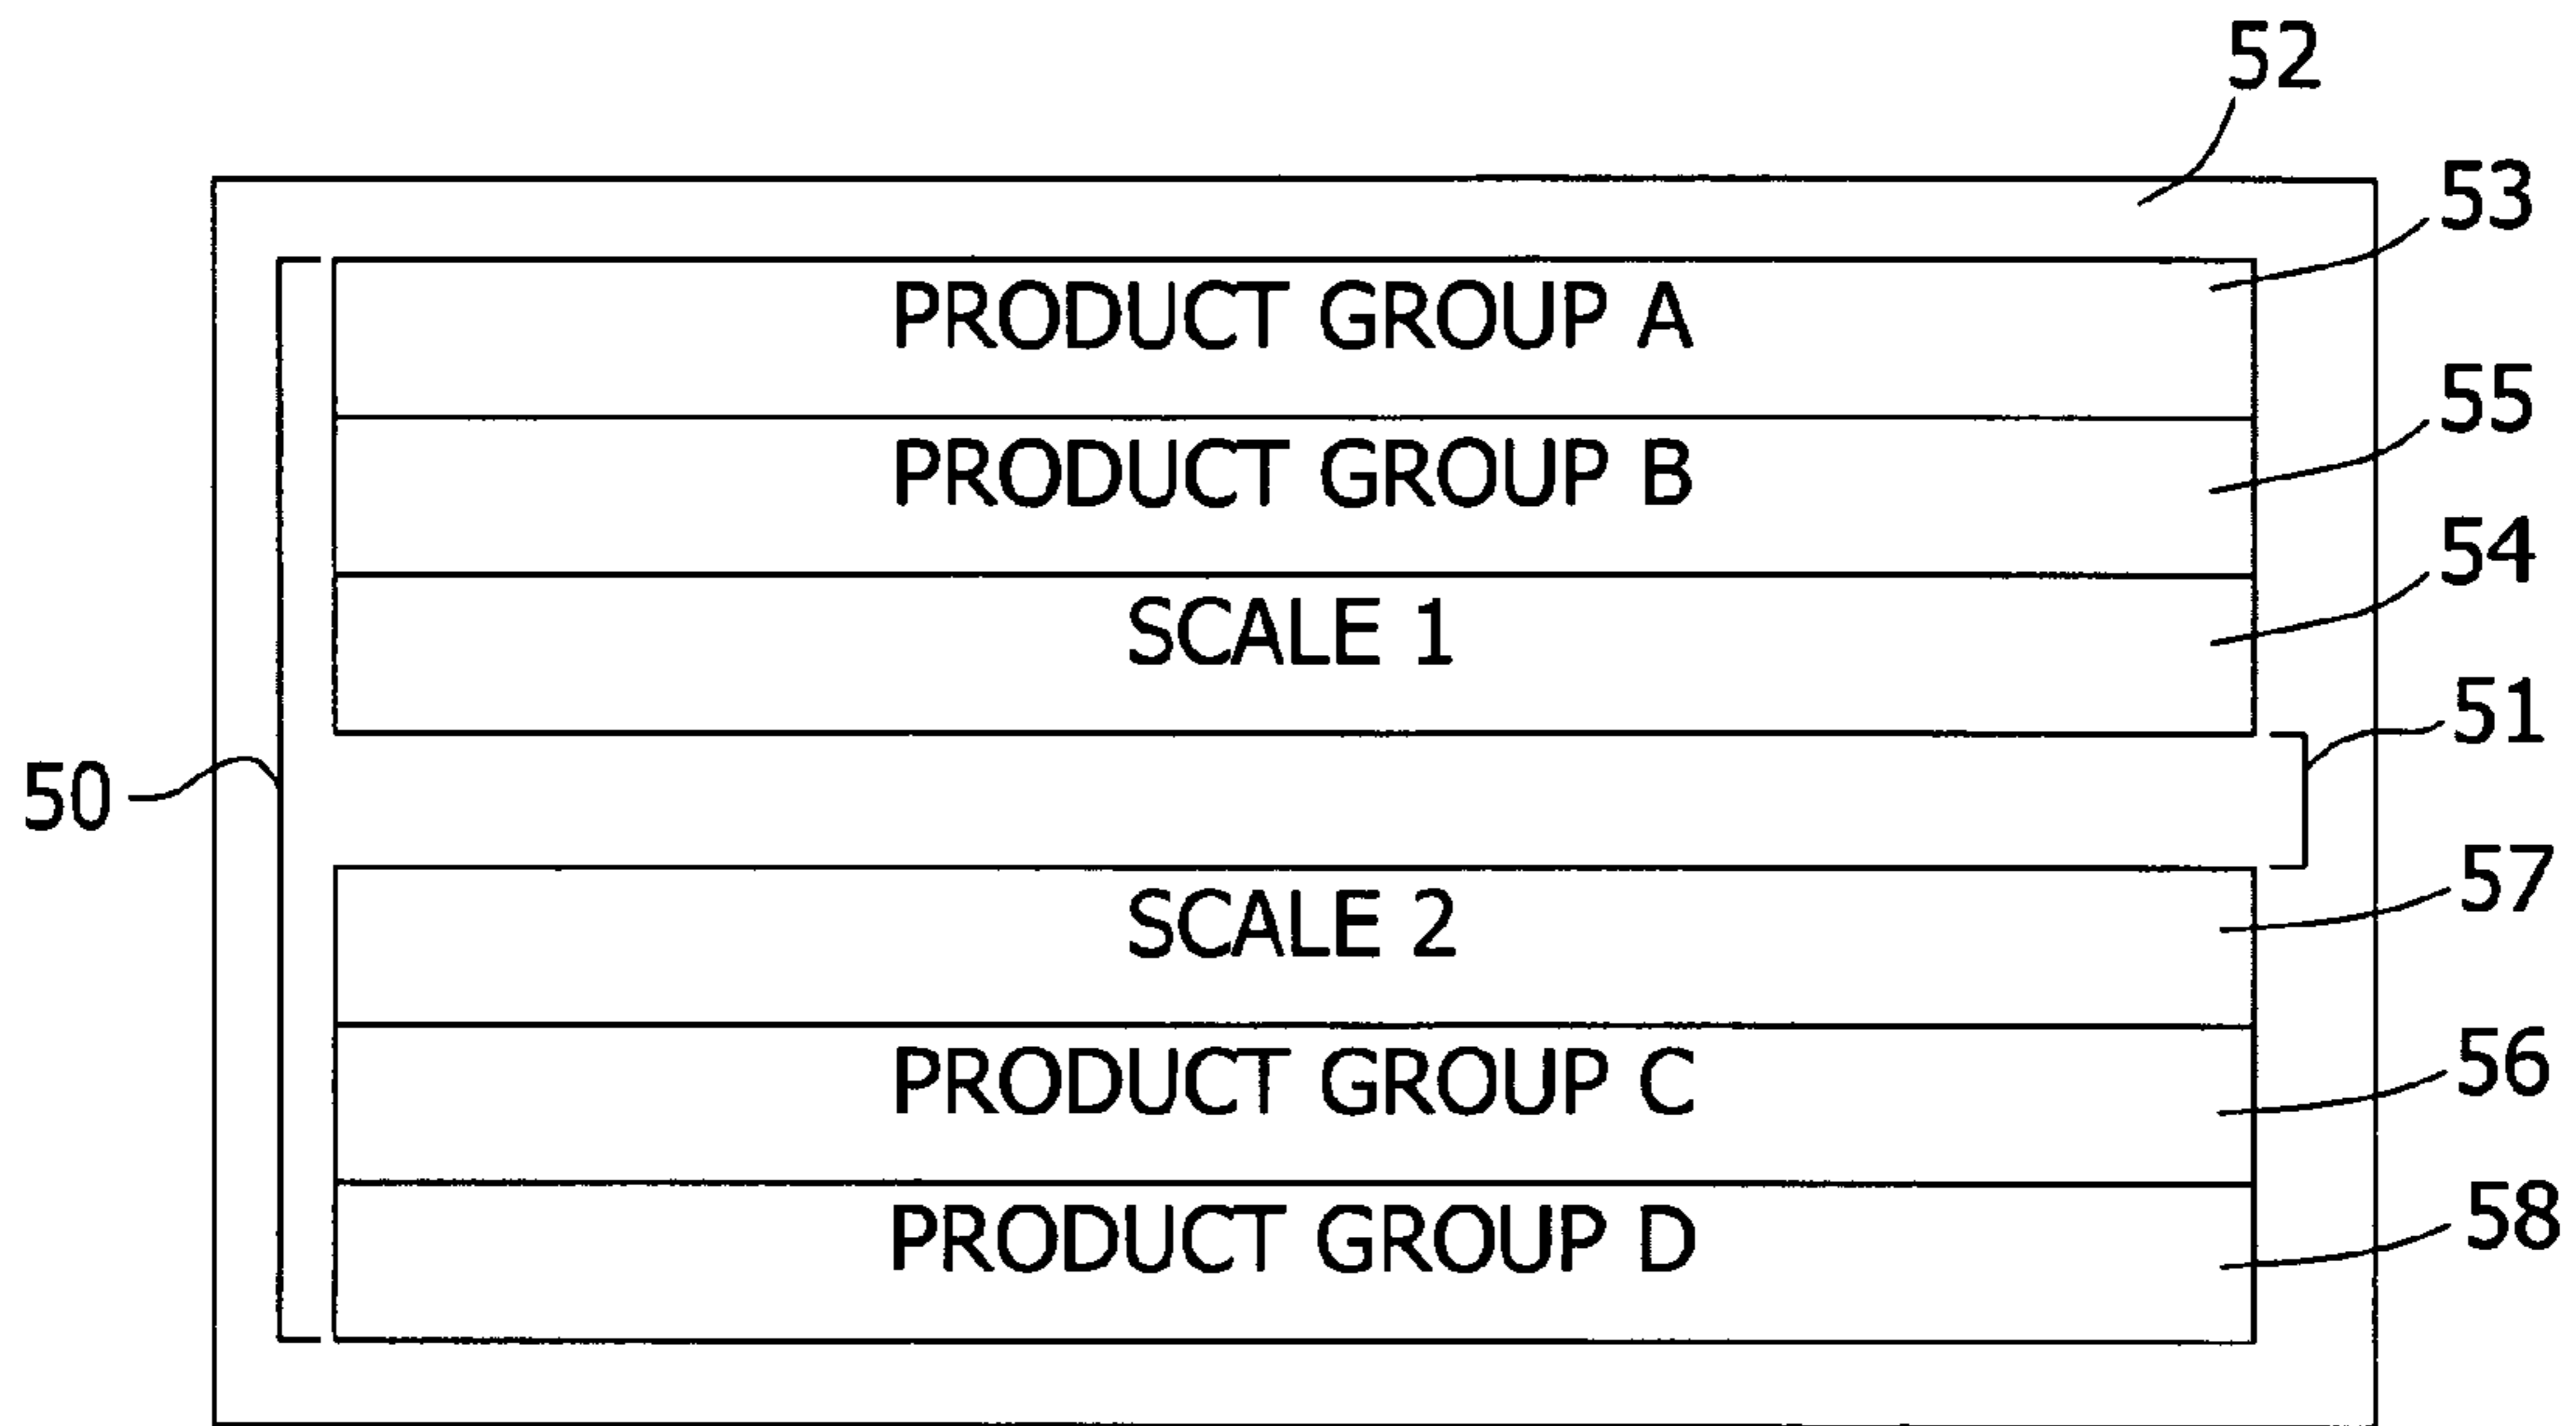 52
PRODUCT GROUP A
53
PRODUCT GROUP B
55
SCALE 1
54
51
50
SCALE 2
57
PRODUCT GROUP C
56
PRODUCT GROUP D
58